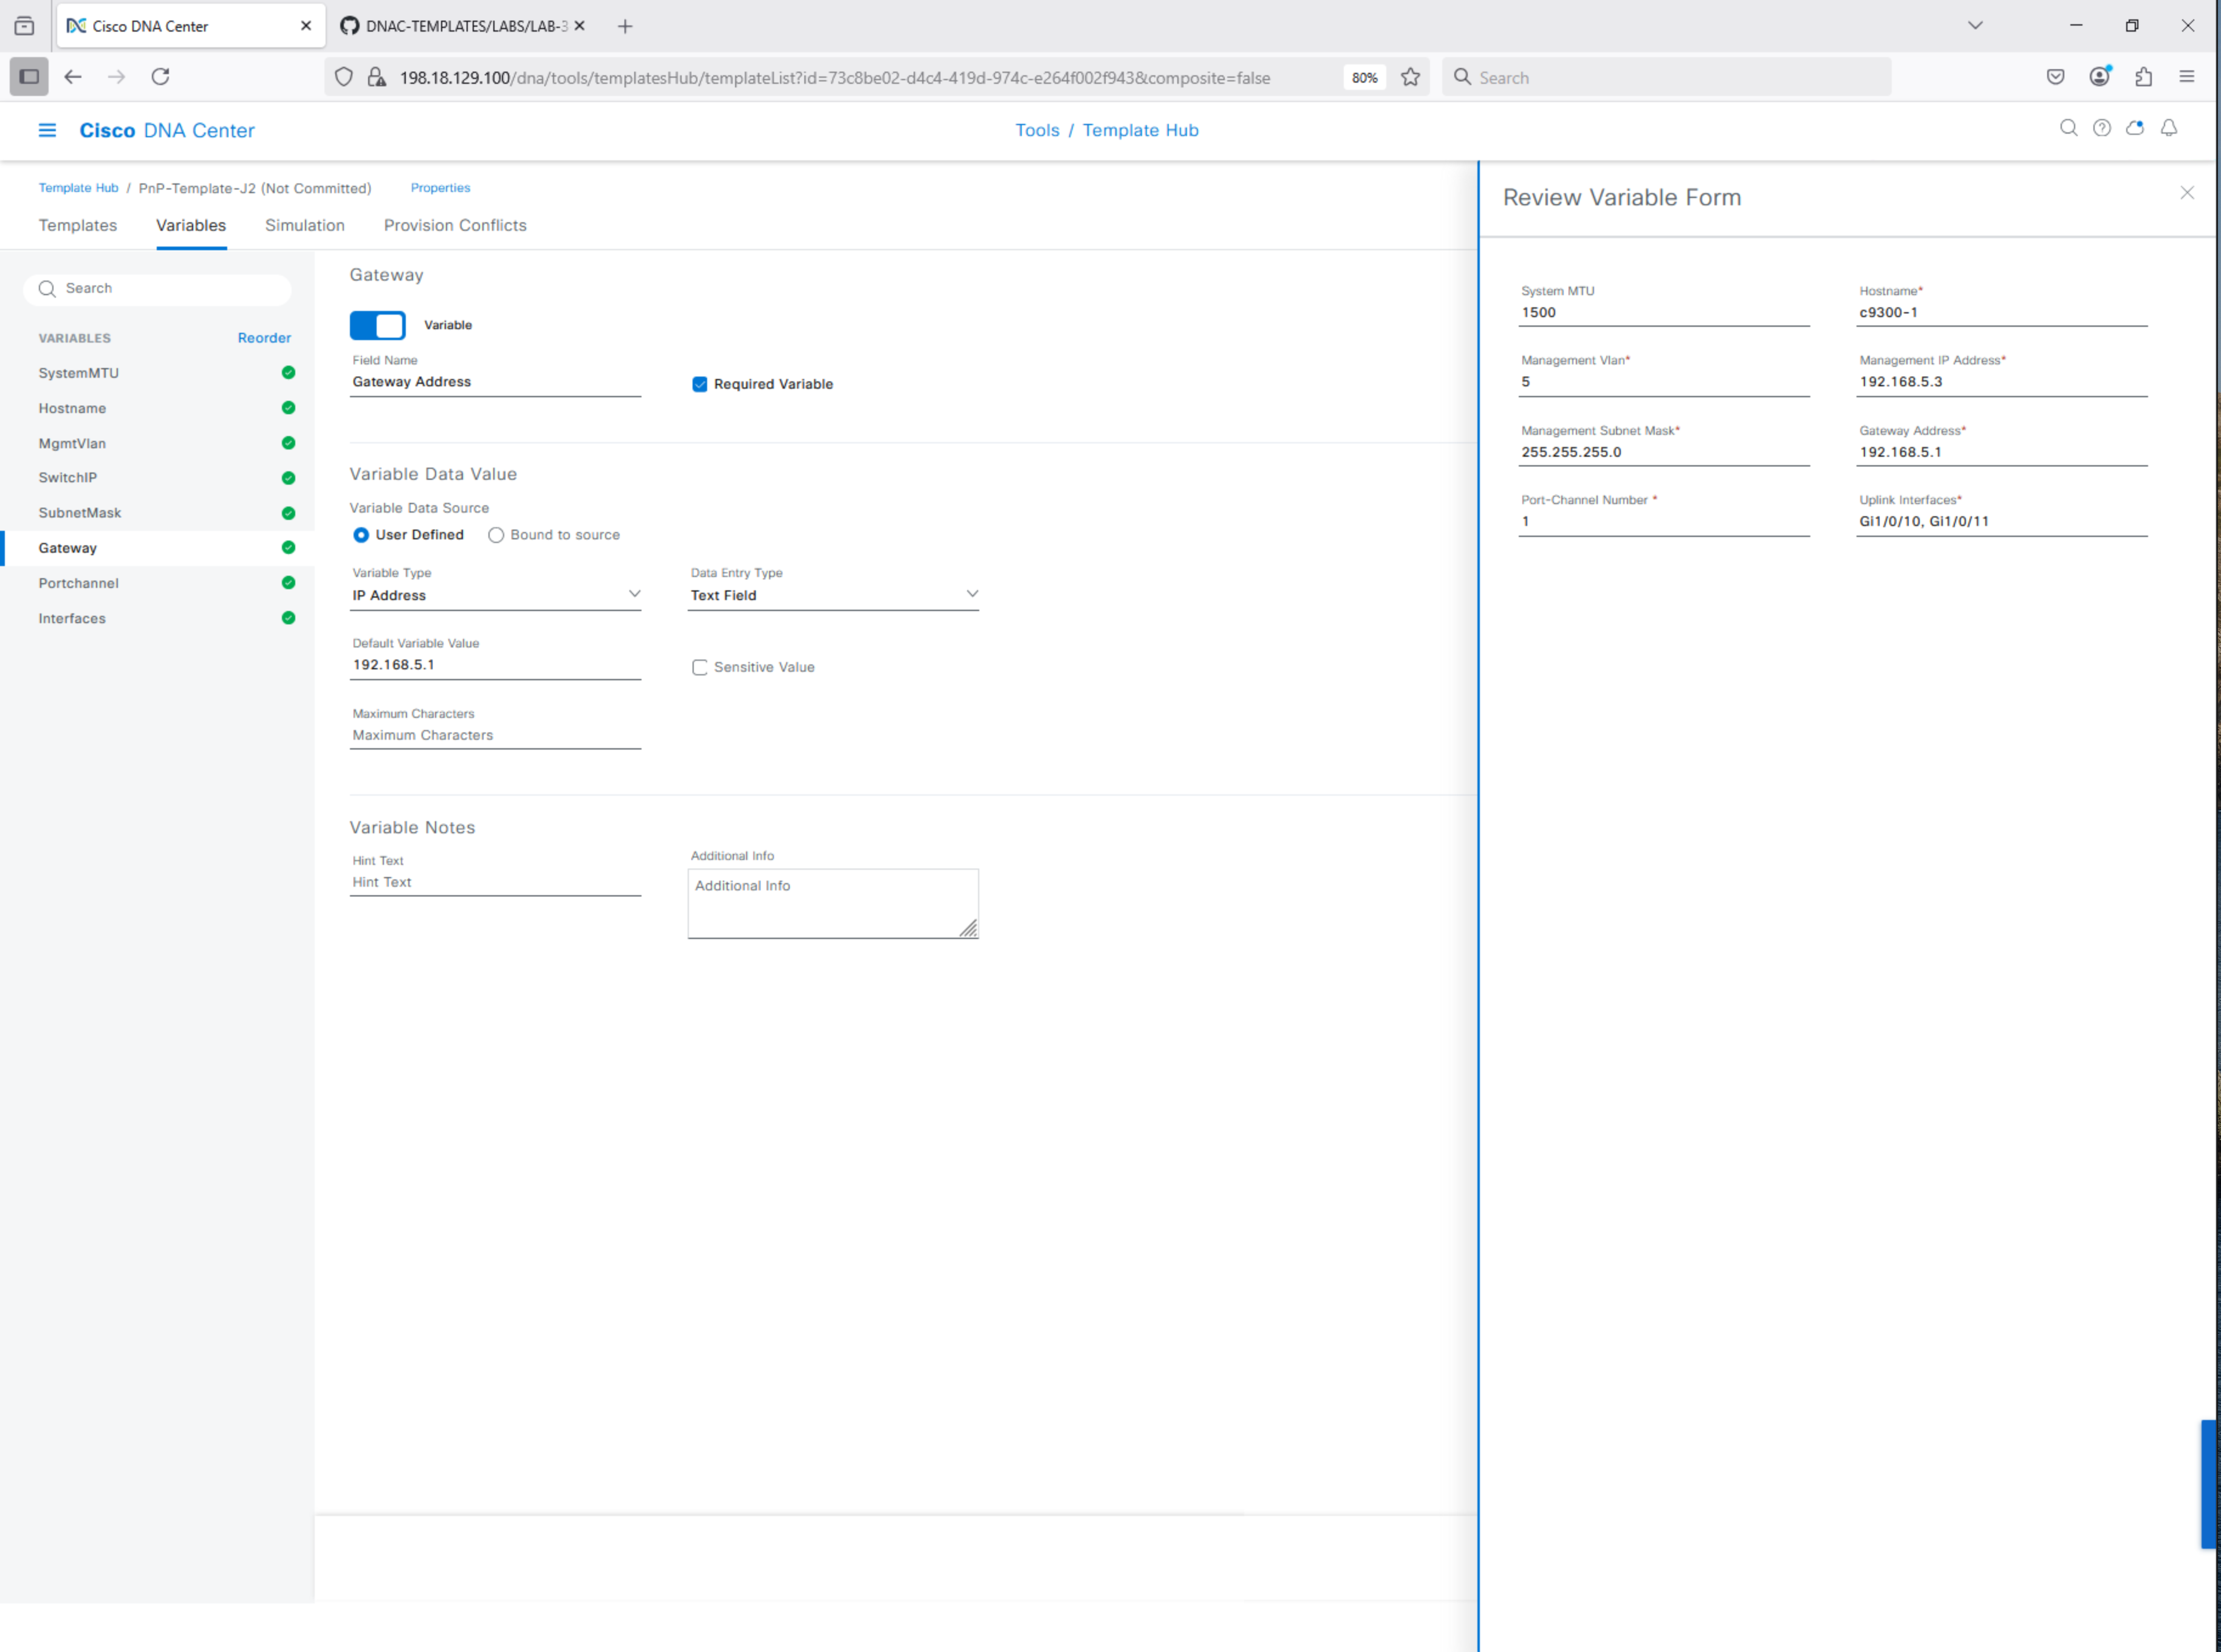 Cisco DNA Center
DNAC-TEMPLATES/LABS/LAB-3
198.18.129.100/dna/tools/templatesHub/templateList?id=73c8be02-d4c4-419d-974c-e264f002f943&composite=false
80%
Search
Cisco DNA Center
Tools / Template Hub
Template Hub / PnP-Template-J2 (Not Committed) Properties
Templates Variables Simulation Provision Conflicts
Search
VARIABLES Reorder
SystemMTU
Hostname
MgmtVlan
SwitchIP
SubnetMask
Gateway
Portchannel
Interfaces
Gateway
Variable
Field Name
Gateway Address
Required Variable
Variable Data Value
Variable Data Source
User Defined Bound to source
Variable Type Data Entry Type
IP Address Text Field
Default Variable Value
192.168.5.1
Sensitive Value
Maximum Characters
Maximum Characters
Variable Notes
Hint Text
Hint Text
Additional Info
Additional Info
Review Variable Form
System MTU Hostname*
1500 c9300-1
Management Vlan* Management IP Address*
5 192.168.5.3
Management Subnet Mask* Gateway Address*
255.255.255.0 192.168.5.1
Port-Channel Number * Uplink Interfaces*
1 Gi1/0/10, Gi1/0/11